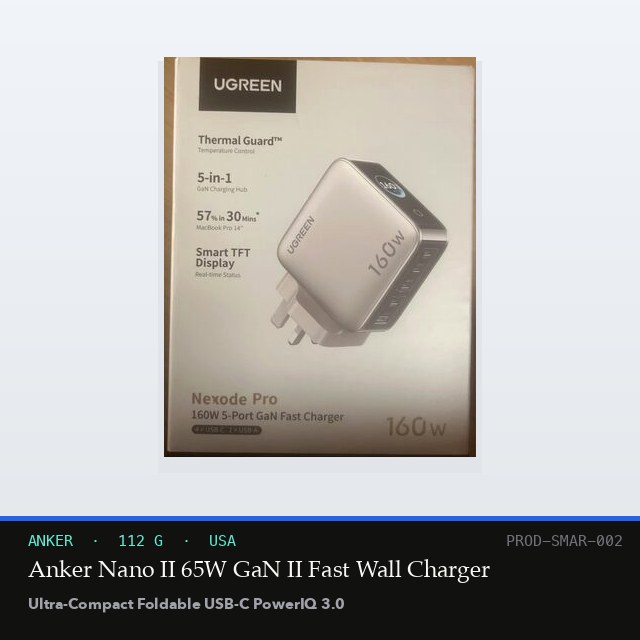 UGREEN
Thermal Guard™
Temperature Control
5-in-1
GaN Charging Hub
57% in 30 Mins*
MacBook Pro 14"
Smart TFT
Display
Real-time Status
UGREEN
160W
160
Nexode Pro
160W 5-Port GaN Fast Charger
160W
ANKER · 112 G · USA
PROD-SMAR-002
Anker Nano II 65W GaN II Fast Wall Charger
Ultra-Compact Foldable USB-C PowerIQ 3.0